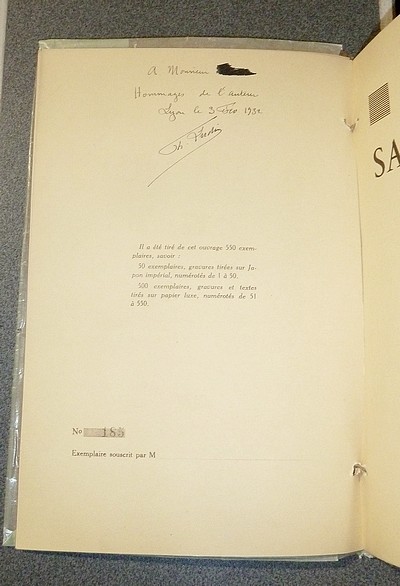 A Monsieur
Hommages de l'auteur
Lyon le 3 1932
Il a été tiré de cet ouvrage 550 exem-
plaires, savoir :
50 exemplaires, gravures tirées sur Ja-
pon impérial, numérotés de 1 à 50.
500 exemplaires, gravures et textes
tirés sur papier luxe, numérotés de 51
à 550.
No 185
Exemplaire souscrit par M
SA